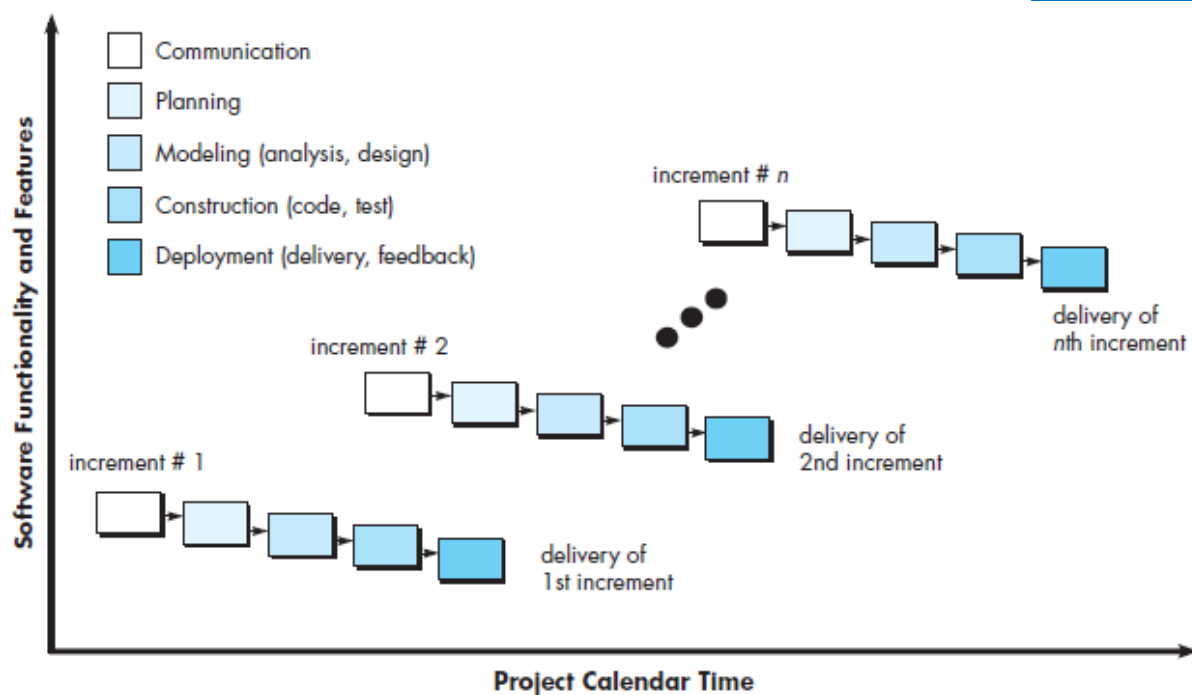 Communication
Planning
Modeling (analysis, design)
Construction (code, test)
Deployment (delivery, feedback)
increment # n
delivery of
nth increment
increment # 2
delivery of
2nd increment
increment # 1
delivery of
1st increment
Software Functionality and Features
Project Calendar Time